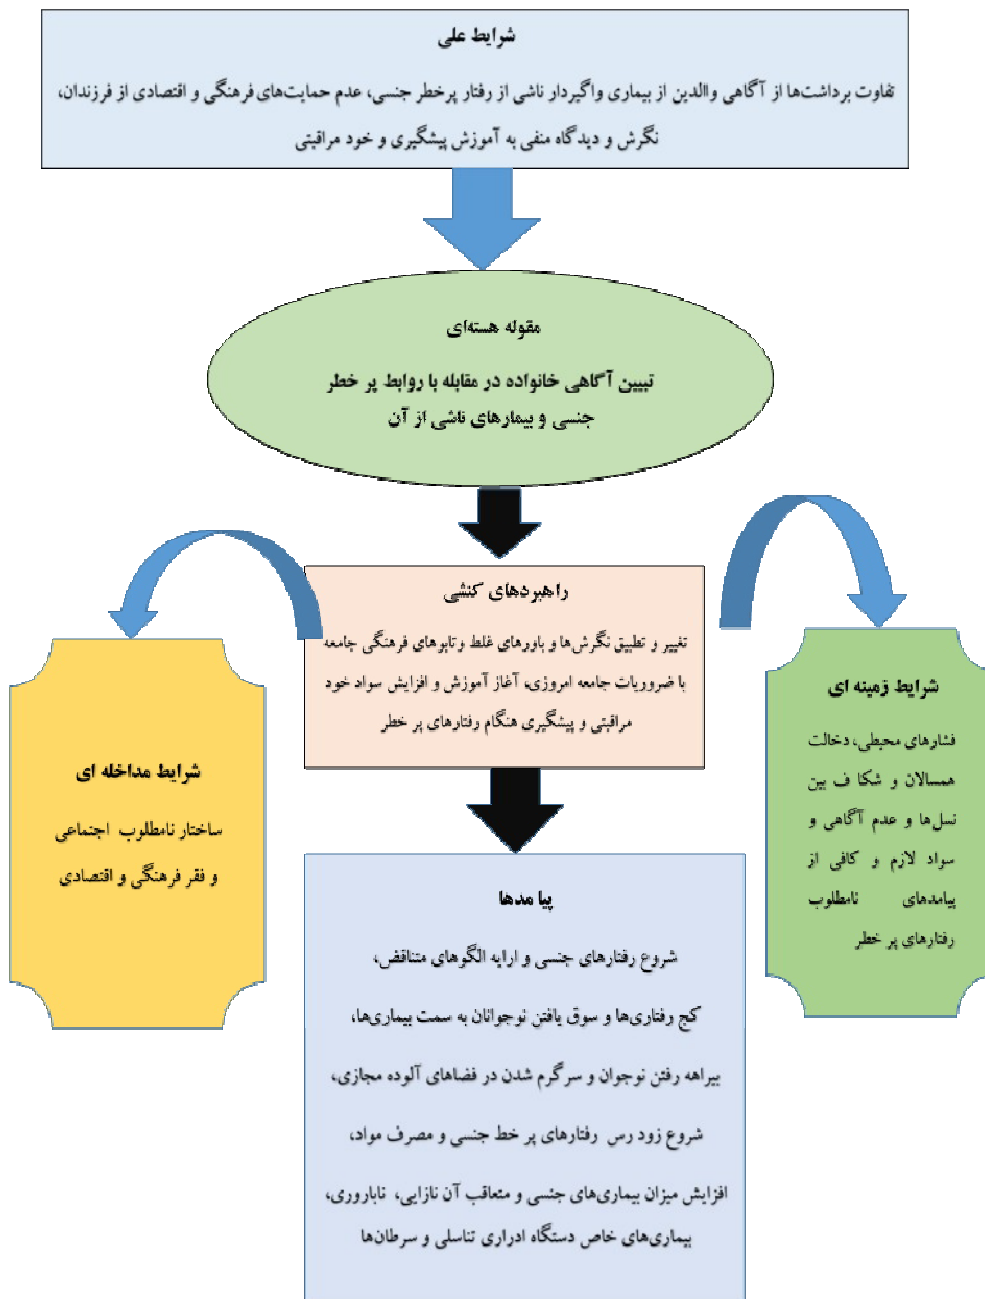 شرایط علی
تفاوت برداشت‌ها از آگاهی والدین از بیماری واگیردار ناشی از رفتار پرخطر جنسی، عدم حمایت‌های فرهنگی و اقتصادی از فرزندان،
نگرش و دیدگاه منفی به آموزش پیشگیری و خود مراقبتی
مقوله هسته‌ای
تبیین آگاهی خانواده در مقابله با روابط پر خطر
جنسی و بیمارهای ناشی از آن
راهبردهای کنشی
تغییر و تطبیق نگرش‌ها و باورهای غلط وتابوهای فرهنگی جامعه
با ضروریات جامعه امروزی، آغاز آموزش و افزایش سواد خود
مراقبتی و پیشگیری هنگام رفتارهای پر خطر
شرایط زمینه ای
فشارهای محیطی، دخالت
همسالان و شکا ف بین
نسل‌ها و عدم آگاهی و
سواد لازم و کافی از
پیامدهای نامطلوب
رفتارهای پر خطر
شرایط مداخله ای
ساختار نامطلوب اجتماعی
و فقر فرهنگی و اقتصادی
پیا مدها
شروع رفتارهای جنسی و ارایه الگوهای متناقض،
کج رفتاری‌ها و سوق یافتن نوجوانان به سمت بیماری‌ها،
بیراهه رفتن نوجوان و سرگرم شدن در فضاهای آلوده مجازی،
شروع زود رس رفتارهای پر خط جنسی و مصرف مواد،
افزایش میزان بیماری‌های جنسی و متعاقب آن نازایی، ناباروری،
بیماری‌های خاص دستگاه ادراری تناسلی و سرطان‌ها